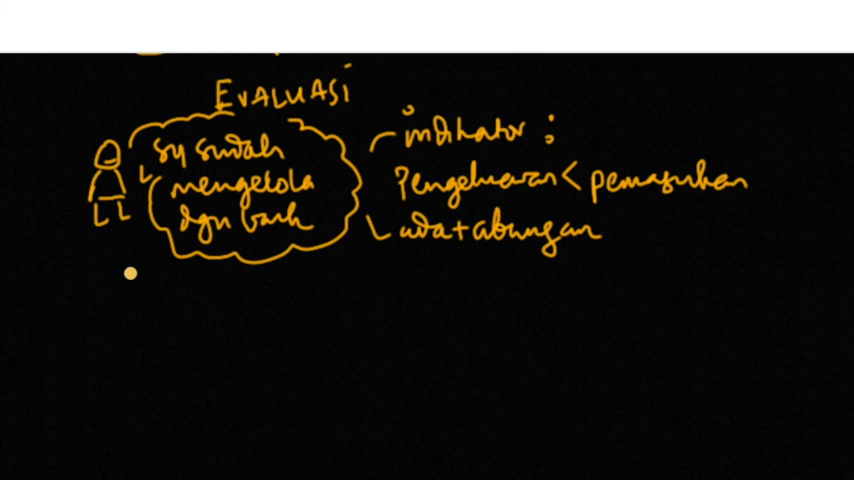 EVALUASI
sy sudah
mengelola
dgn baik
indikator :
Pengeluaran < pemasukan
ada tabungan